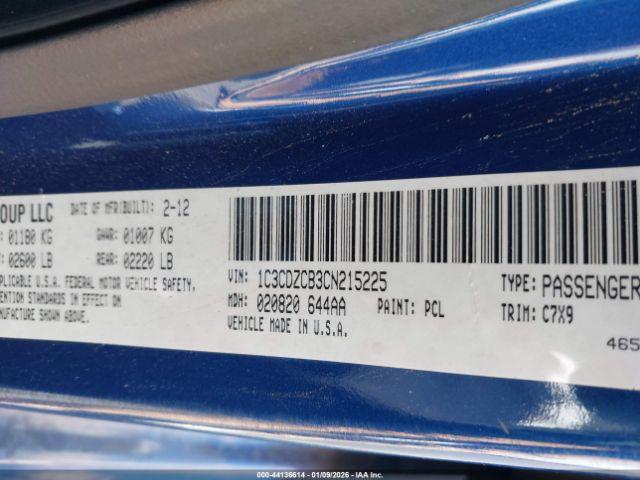 OUP LLC DATE OF MFR(BUILT): 2-12
: 01180 KG GAWR: 01007 KG
: 02600 LB REAR: 02220 LB
PLICABLE U.S.A. FEDERAL MOTOR VEHICLE SAFETY,
ENTION STANDARDS IN EFFECT ON
NUFACTURE SHOWN ABOVE.
VIN: 1C3CDZCB3CN215225
MDH: 020820 644AA PAINT: PCL
VEHICLE MADE IN U.S.A.
TYPE: PASSENGER
TRIM: C7X9
465
000-44136614 | 01/09/2026 | IAA Inc.